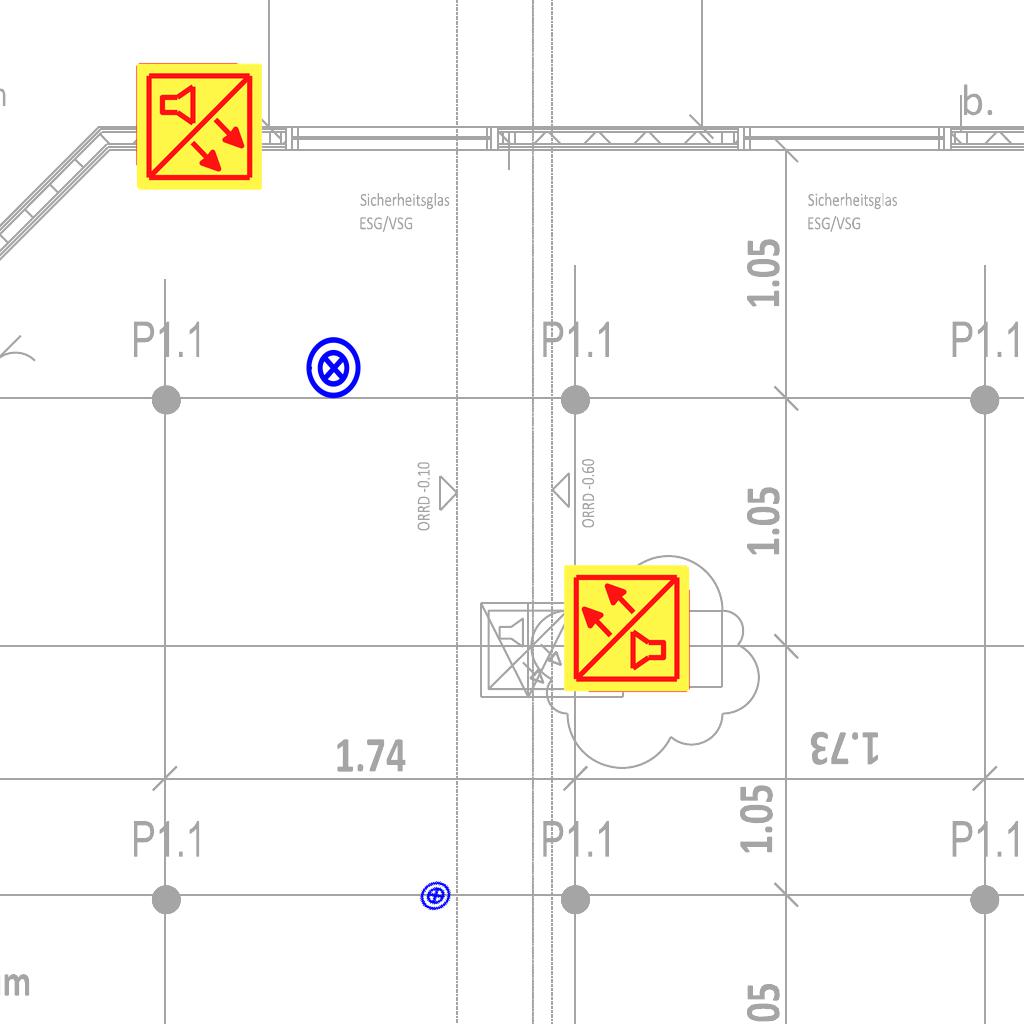 b.
Sicherheitsglas
ESG/VSG
Sicherheitsglas
ESG/VSG
1.05
P1.1
P1.1
P1.1
ORRD -0.10
ORRD -0.60
1.05
1.74
1.73
1.05
P1.1
P1.1
P1.1
m
05